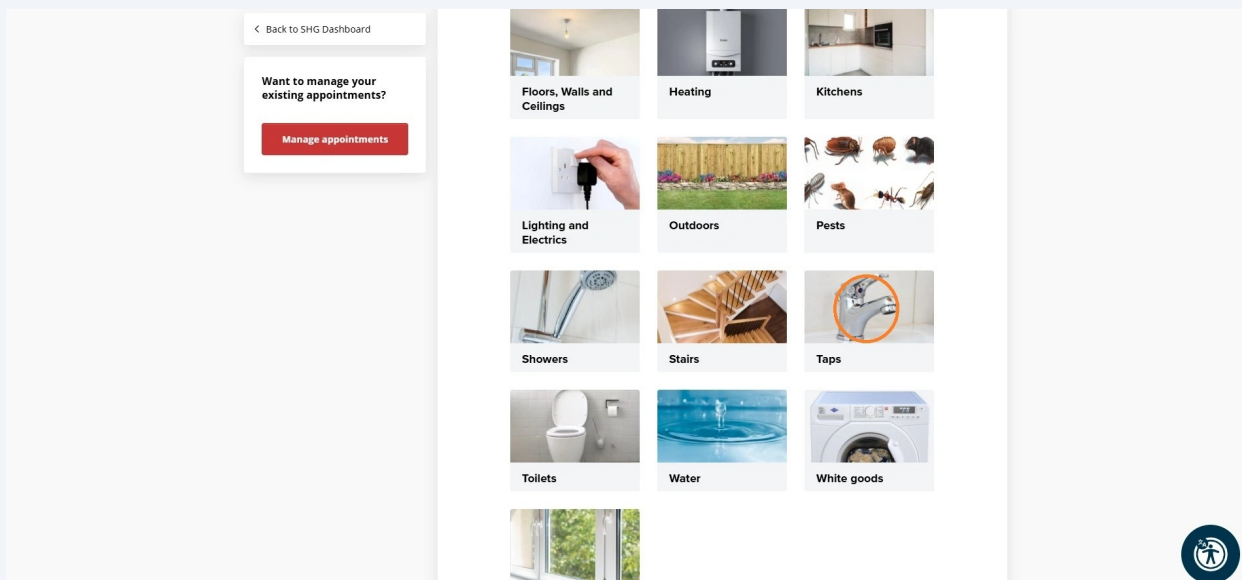 Back to SHG Dashboard
Want to manage your
existing appointments?
Manage appointments
Floors, Walls and
Ceilings
Heating
Kitchens
Lighting and
Electrics
Outdoors
Pests
Showers
Stairs
Taps
Toilets
Water
White goods